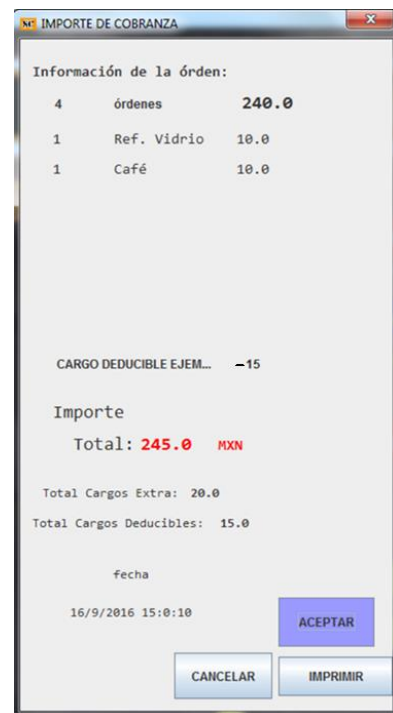 IMPORTE DE COBRANZA
Información de la órden:
4 órdenes 240.0
1 Ref. Vidrio 10.0
1 Café 10.0
CARGO DEDUCIBLE EJEM... −15
Importe
Total: 245.0 MXN
Total Cargos Extra: 20.0
Total Cargos Deducibles: 15.0
fecha
16/9/2016 15:0:10
ACEPTAR
CANCELAR IMPRIMIR